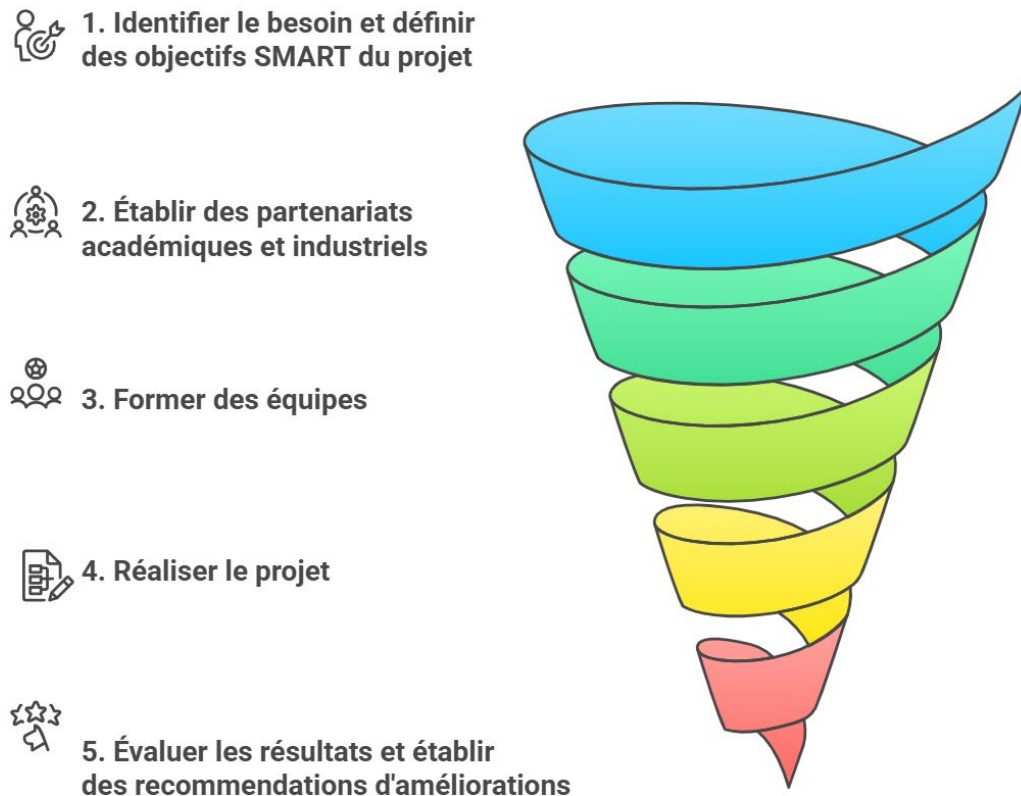 1. Identifier le besoin et définir
des objectifs SMART du projet
2. Établir des partenariats
académiques et industriels
3. Former des équipes
4. Réaliser le projet
5. Évaluer les résultats et établir
des recommendations d'améliorations